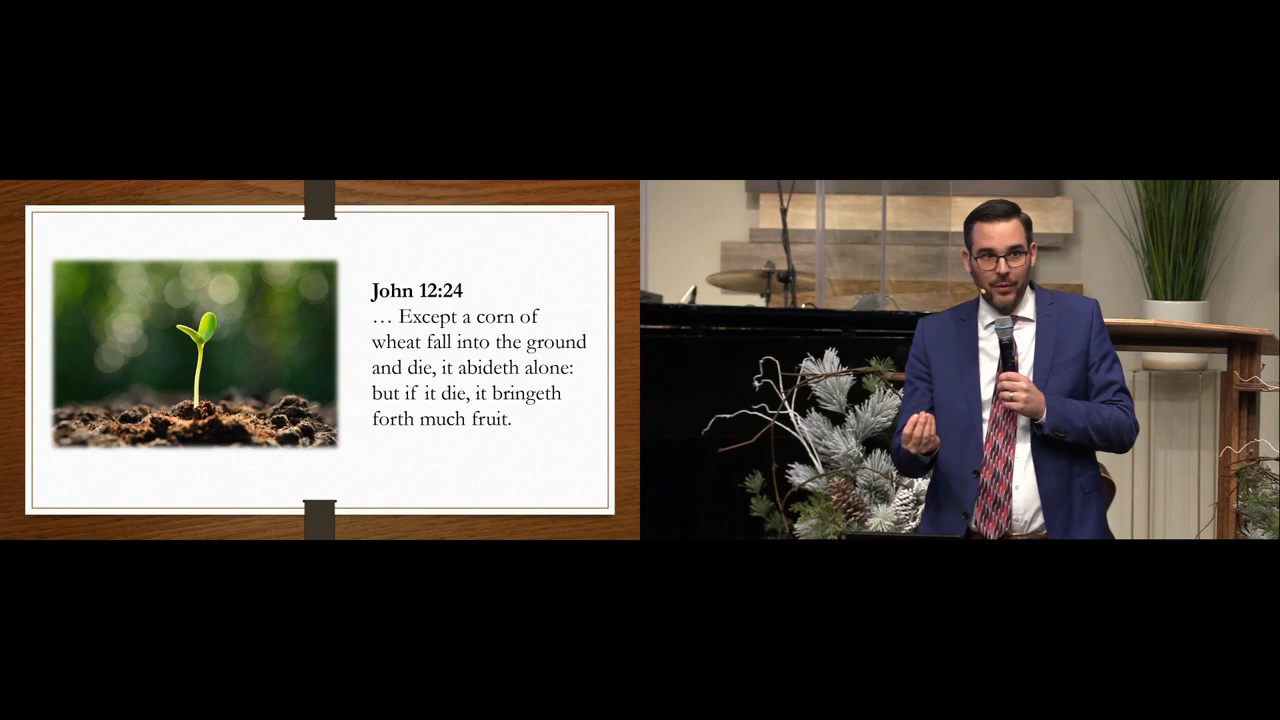 John 12:24
… Except a corn of
wheat fall into the ground
and die, it abideth alone:
but if it die, it bringeth
forth much fruit.